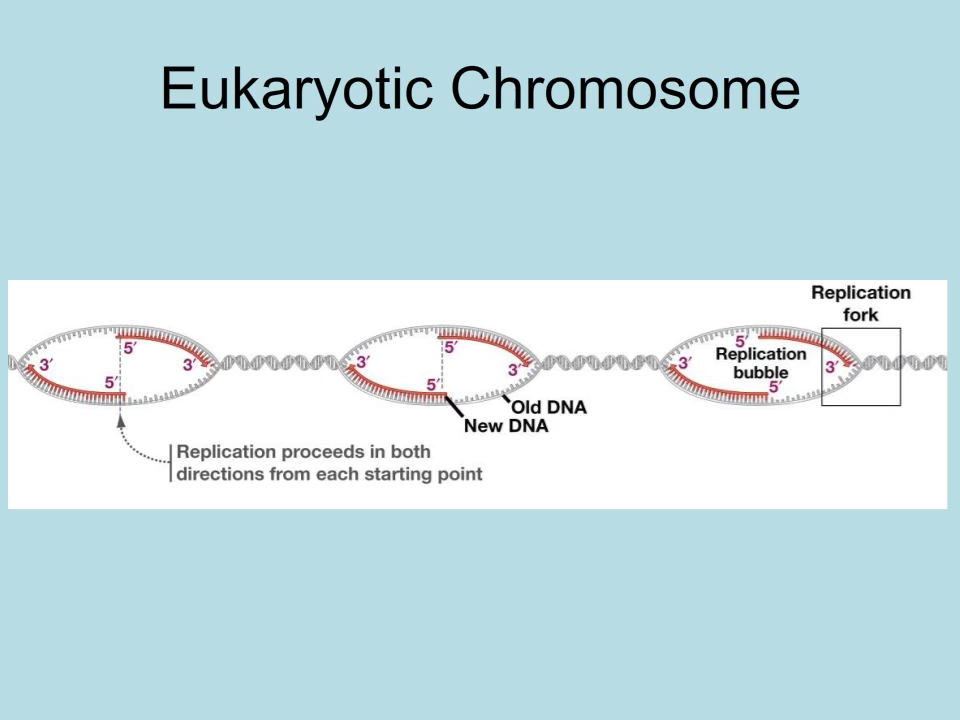 Eukaryotic Chromosome
Replication
fork
5′
3′
3′
5′
5′
3′
3′
5′
5′
Replication
bubble
3′
3′
5′
Old DNA
New DNA
Replication proceeds in both
directions from each starting point